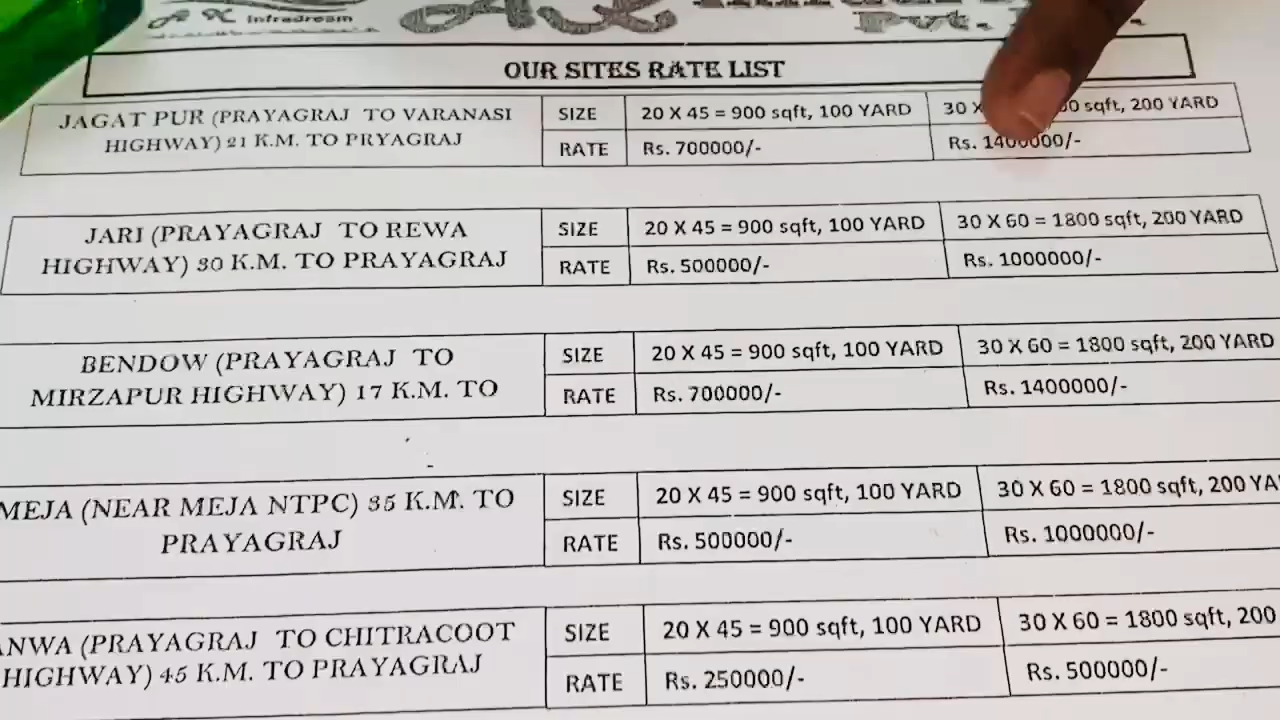 A K Infradream
AK
Pvt.
OUR SITES RATE LIST
JAGAT PUR (PRAYAGRAJ TO VARANASI HIGHWAY) 21 K.M. TO PRYAGRAJ
SIZE 20 X 45 = 900 sqft, 100 YARD 30 X 00 sqft, 200 YARD
RATE Rs. 700000/- Rs. 1400000/-
JARI (PRAYAGRAJ TO REWA HIGHWAY) 30 K.M. TO PRAYAGRAJ
SIZE 20 X 45 = 900 sqft, 100 YARD 30 X 60 = 1800 sqft, 200 YARD
RATE Rs. 500000/- Rs. 1000000/-
BENDOW (PRAYAGRAJ TO MIRZAPUR HIGHWAY) 17 K.M. TO
SIZE 20 X 45 = 900 sqft, 100 YARD 30 X 60 = 1800 sqft, 200 YARD
RATE Rs. 700000/- Rs. 1400000/-
MEJA (NEAR MEJA NTPC) 35 K.M. TO PRAYAGRAJ
SIZE 20 X 45 = 900 sqft, 100 YARD 30 X 60 = 1800 sqft, 200 YA
RATE Rs. 500000/- Rs. 1000000/-
ANWA (PRAYAGRAJ TO CHITRACOOT HIGHWAY) 45 K.M. TO PRAYAGRAJ
SIZE 20 X 45 = 900 sqft, 100 YARD 30 X 60 = 1800 sqft, 200
RATE Rs. 250000/- Rs. 500000/-